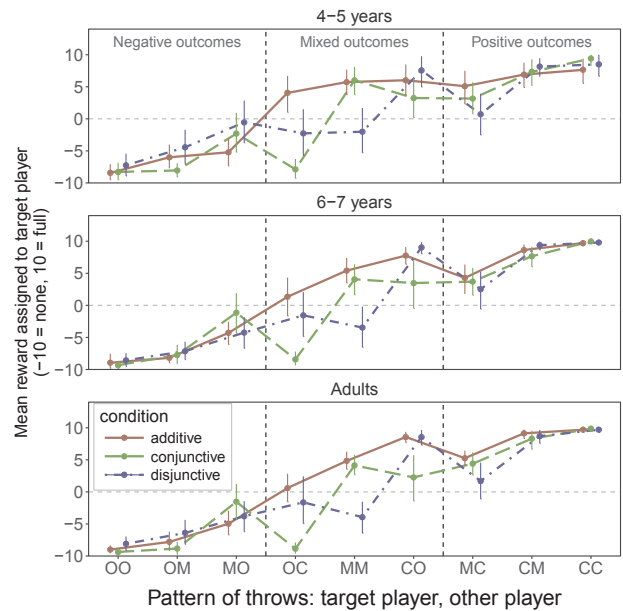 4−5 years
Negative outcomes
Mixed outcomes
Positive outcomes
10
5
0
−5
−10
6−7 years
10
5
0
−5
−10
Adults
10
5
0
−5
−10
condition
additive
conjunctive
disjunctive
OO OM MO OC MM CO MC CM CC
Pattern of throws: target player, other player
Mean reward assigned to target player
(−10 = none, 10 = full)